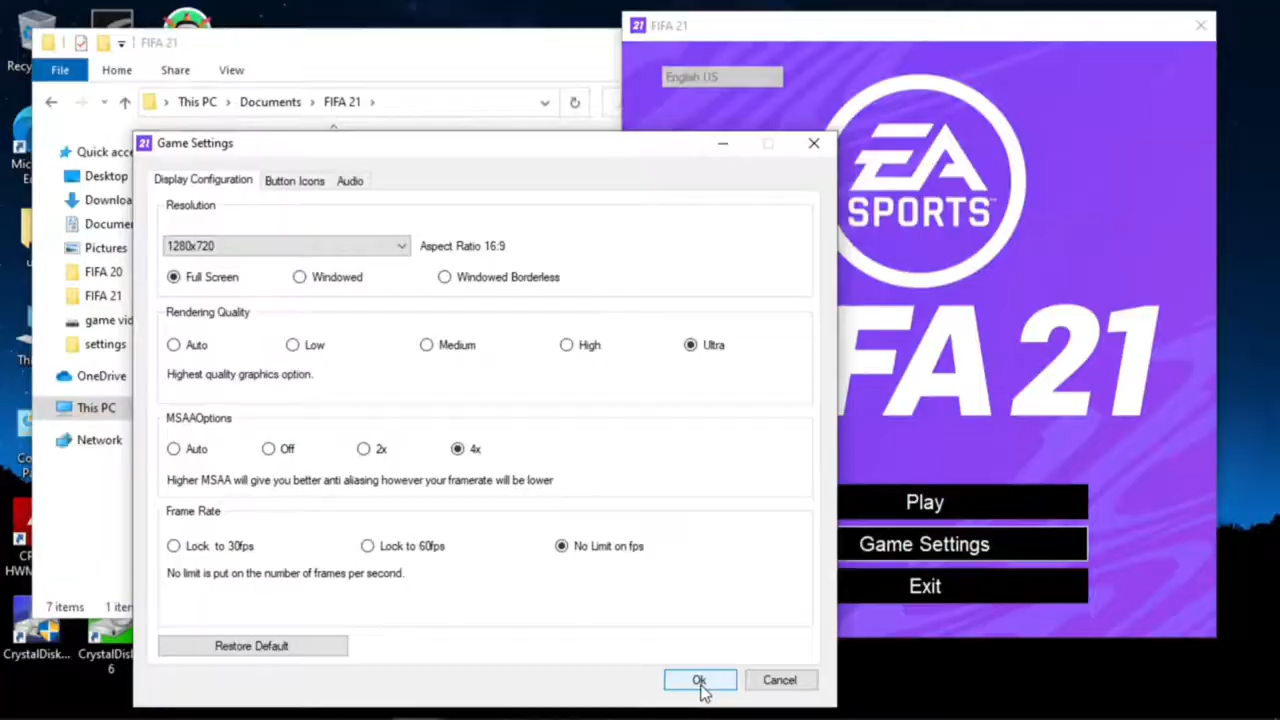 FIFA 21
File Home Share View
This PC > Documents > FIFA 21 >
Quick acce
Desktop
Downloa
Docume
Pictures
FIFA 20
FIFA 21
game vid
settings
OneDrive
This PC
Network
7 items
CrystalDisk...
CrystalDis
6
21 Game Settings
Display Configuration Button Icons Audio
Resolution
1280x720 Aspect Ratio 16:9
Full Screen Windowed Windowed Borderless
Rendering Quality
Auto Low Medium High Ultra
Highest quality graphics option.
MSAAOptions
Auto Off 2x 4x
Higher MSAA will give you better anti aliasing however your framerate will be lower
Frame Rate
Lock to 30fps Lock to 60fps No Limit on fps
No limit is put on the number of frames per second.
Restore Default
Ok Cancel
21 FIFA 21
English US
EA
SPORTS™
FA 21
Play
Game Settings
Exit